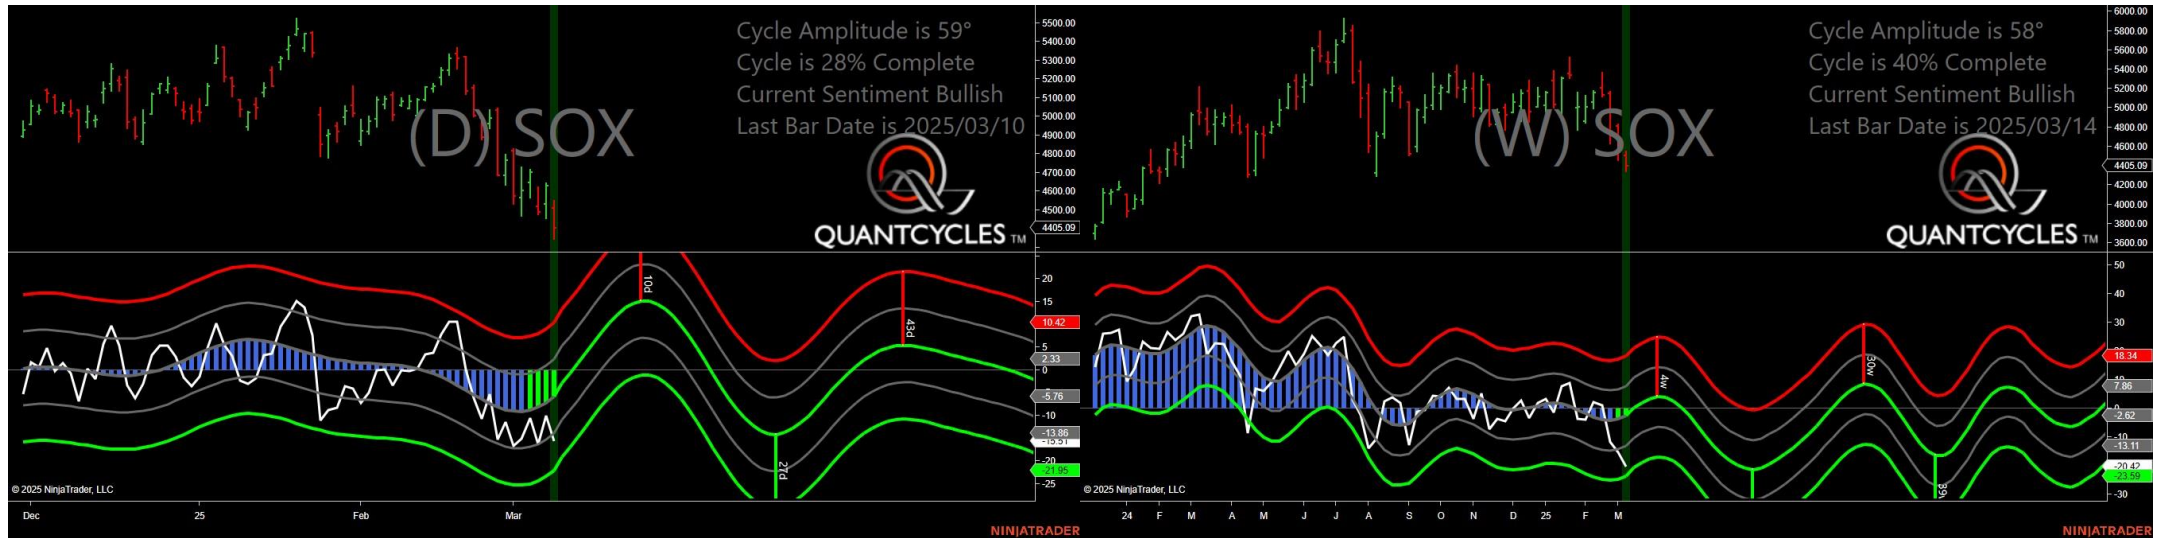 Cycle Amplitude is 59°
Cycle is 28% Complete
Current Sentiment Bullish
Last Bar Date is 2025/03/10
(D) SOX
QUANTCYCLES TM
5500.00
5400.00
5300.00
5200.00
5100.00
5000.00
4900.00
4800.00
4700.00
4600.00
4500.00
4405.09
20
15
10.42
5
2.33
0
-5.76
-10
-13.86
-15.51
-20
-21.95
-25
10d
27d
43d
© 2025 NinjaTrader, LLC
Dec
25
Feb
Mar
NINJATRADER
Cycle Amplitude is 58°
Cycle is 40% Complete
Current Sentiment Bullish
Last Bar Date is 2025/03/14
(W) SOX
QUANTCYCLES TM
6000.00
5800.00
5600.00
5400.00
5200.00
5000.00
4800.00
4600.00
4405.09
4200.00
4000.00
3800.00
3600.00
50
40
30
18.34
7.86
-2.62
-10
-13.11
-20.42
-23.59
-30
4w
30w
© 2025 NinjaTrader, LLC
24
F
M
A
M
J
J
A
S
O
N
D
25
F
M
NINJATRADER